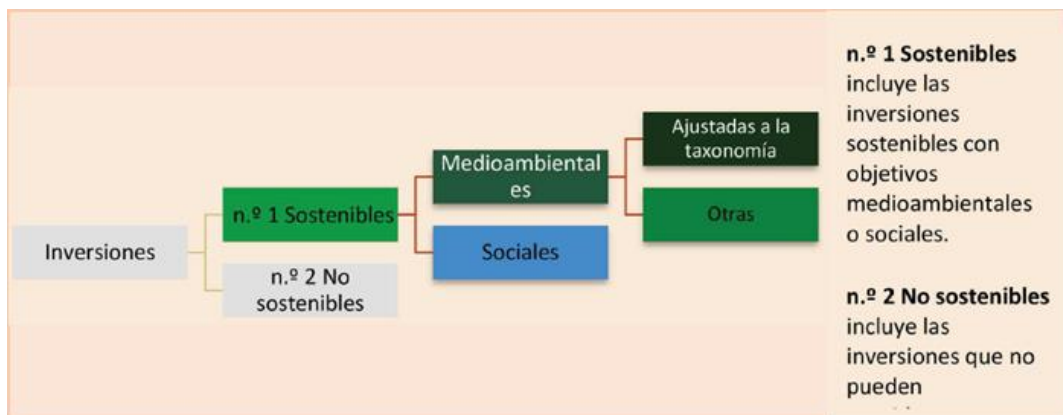 Inversiones
n.º 1 Sostenibles
n.º 2 No
sostenibles
Medioambiental
es
Sociales
Ajustadas a la
taxonomía
Otras
n.º 1 Sostenibles
incluye las
inversiones
sostenibles con
objetivos
medioambientales
o sociales.
n.º 2 No sostenibles
incluye las
inversiones que no
pueden